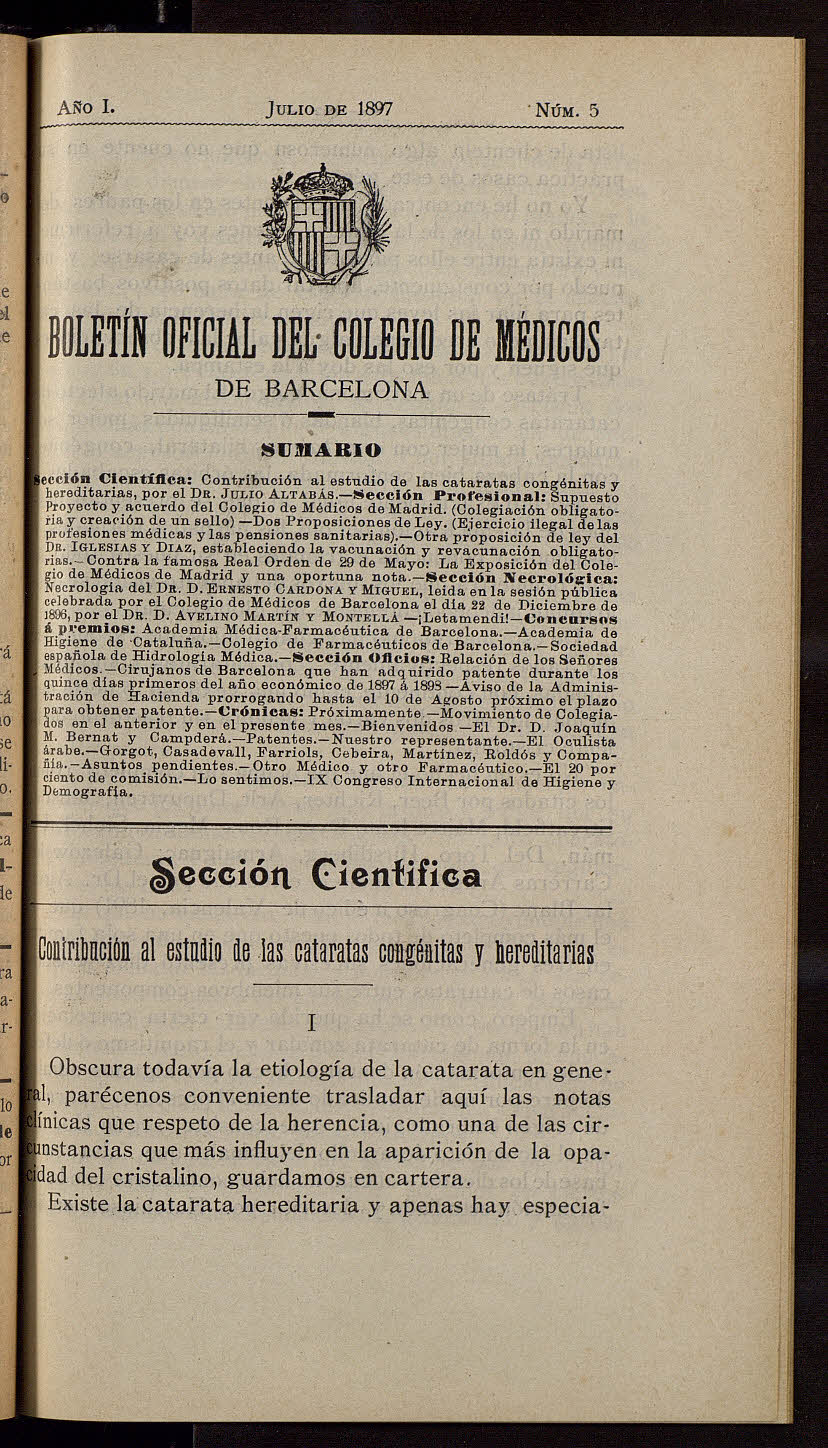 Año I. Julio de 1897 Núm. 5
BOLETÍN OFICIAL DEL COLEGIO DE MÉDICOS
DE BARCELONA
SUMARIO
Sección Científica: Contribución al estudio de las cataratas congénitas y
hereditarias, por el Dr. Julio Altabás.—Sección Profesional: Supuesto
Proyecto y acuerdo del Colegio de Médicos de Madrid. (Colegiación obligato-
ria y creación de un sello) —Dos Proposiciones de Ley. (Ejercicio ilegal de las
profesiones médicas y las pensiones sanitarias).—Otra proposición de ley del
Dr. Iglesias y Diaz, estableciendo la vacunación y revacunación obligato-
rias.—Contra la famosa Real Orden de 29 de Mayo: La Exposición del Cole-
gio de Médicos de Madrid y una oportuna nota.—Sección Necrológica:
Necrologia del Dr. D. Ernesto Cardona y Miguel, leida en la sesión pública
celebrada por el Colegio de Médicos de Barcelona el día 22 de Diciembre de
1896, por el Dr. D. Avelino Martín y Montellá —¡Letamendi!—Concursos
á premios: Academia Médica-Farmacéutica de Barcelona.—Academia de
Higiene de Cataluña.—Colegio de Farmacéuticos de Barcelona.—Sociedad
española de Hidrología Médica.—Sección Oficios: Relación de los Señores
Médicos.—Cirujanos de Barcelona que han adquirido patente durante los
quince días primeros del año económico de 1897 á 1898 —Aviso de la Adminis-
tración de Hacienda prorrogando hasta el 10 de Agosto próximo el plazo
para obtener patente.—Crónicas: Próximamente —Movimiento de Colegia-
dos en el anterior y en el presente mes.—Bienvenidos —El Dr. D. Joaquín
M. Bernat y Campderá.—Patentes.—Nuestro representante.—El Oculista
árabe.—Gorgot, Casadevall, Farriols, Cebeira, Martínez, Roldós y Compa-
ñía.—Asuntos pendientes.—Otro Médico y otro Farmacéutico.—El 20 por
ciento de comisión.—Lo sentimos.—IX Congreso Internacional de Higiene y
Demografía.
Sección Científica
Contribución al estudio de las cataratas congénitas y hereditarias
I
Obscura todavía la etiología de la catarata en gene-
ral, parécenos conveniente trasladar aquí las notas
clínicas que respeto de la herencia, como una de las cir-
cunstancias que más influyen en la aparición de la opa-
cidad del cristalino, guardamos en cartera.
Existe la catarata hereditaria y apenas hay especia-